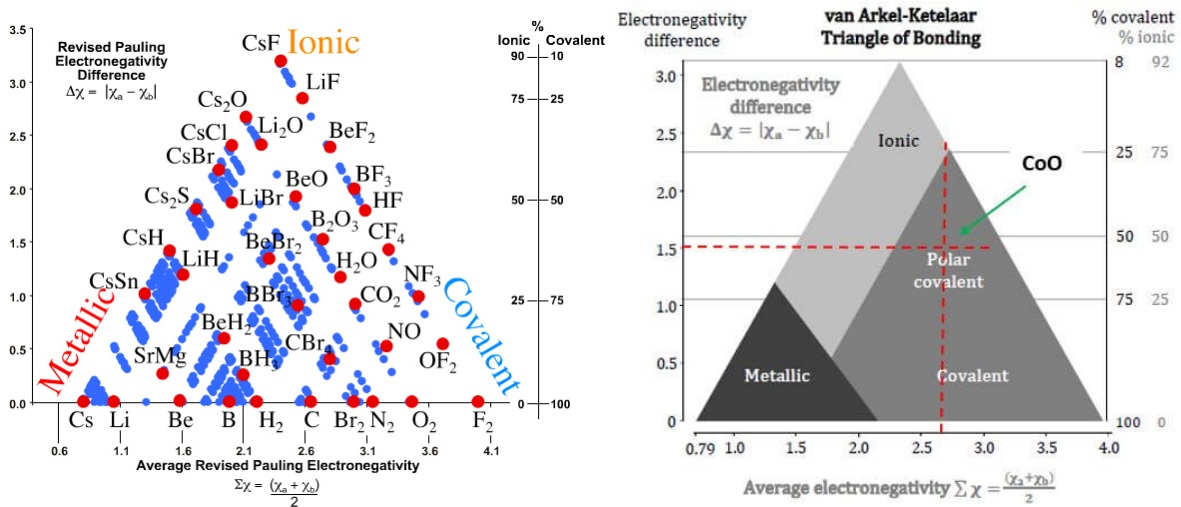 Revised Pauling
Electronegativity
Difference
Δχ = |χa − χb|
Ionic
Metallic
Covalent
%
Ionic Covalent
90 10
75 25
50 50
25 75
0 100
3.5
3.0
2.5
2.0
1.5
1.0
0.5
0.0
CsF
LiF
Cs2O
Li2O
CsCl
BeF2
CsBr
BeO
BF3
Cs2S
LiBr
HF
B2O3
CF4
CsH
BeBr2
LiH
H2O
NF3
CsSn
BBr3
CO2
BeH2
CBr4
NO
SrMg
BH3
OF2
Cs Li Be B H2 C Br2 N2 O2 F2
0.6 1.1 1.6 2.1 2.6 3.1 3.6 4.1
Average Revised Pauling Electronegativity
Σχ = (χa + χb)
2
Electronegativity
difference
van Arkel-Ketelaar
Triangle of Bonding
% covalent
% ionic
Electronegativity
difference
Δχ = |χa − χb|
3.0
2.5
2.0
1.5
1.0
0.5
0
8 92
25 75
50 50
75 25
100 0
Ionic
CoO
Polar
covalent
Metallic
Covalent
0.79 1.0 1.5 2.0 2.5 3.0 3.5 4.0
Average electronegativity Σ χ = (χa+χb)
2